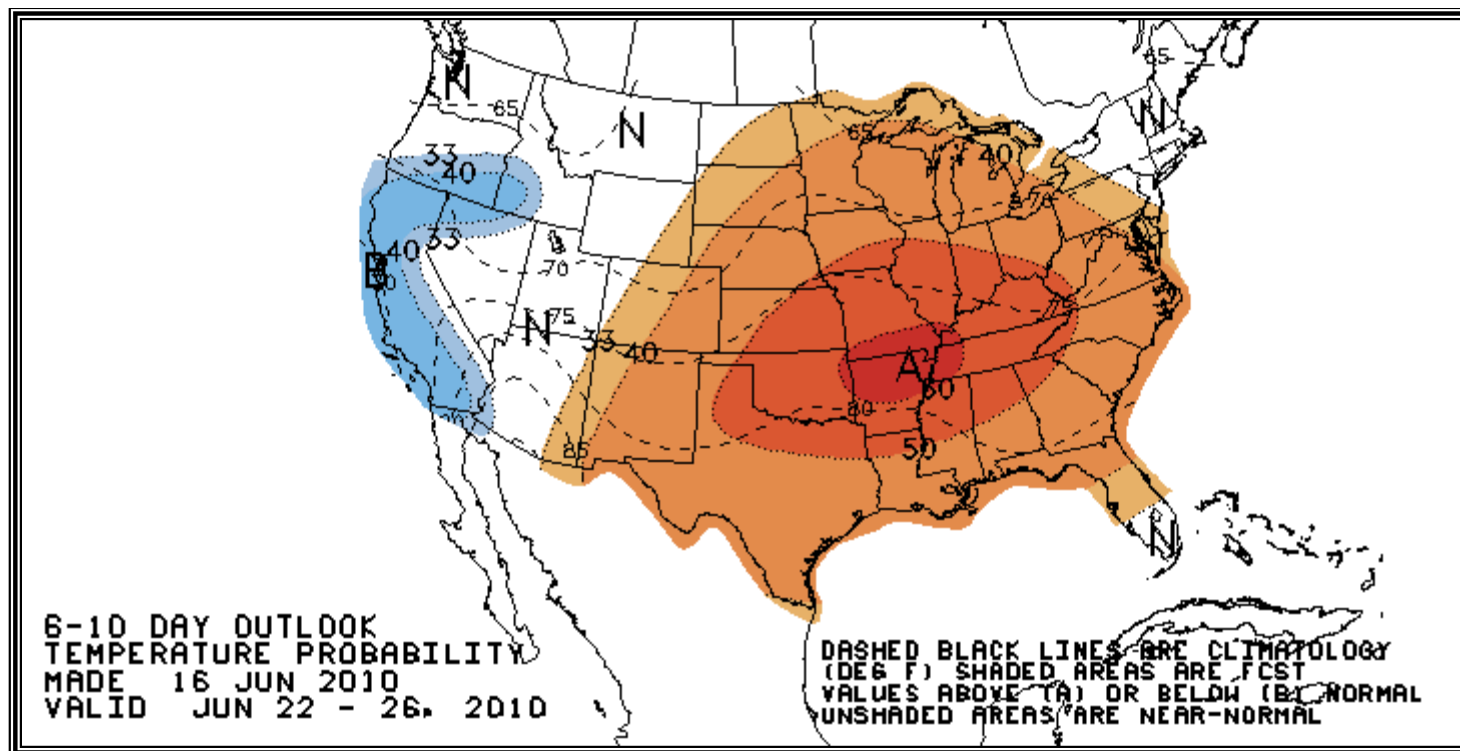 N
65
N
65
N
33
40
65
40
33
70
40
B
70
75
N
75
33
40
A
60
80
85
50
N
6-10 DAY OUTLOOK
TEMPERATURE PROBABILITY
MADE 16 JUN 2010
VALID JUN 22 - 26, 2010
DASHED BLACK LINES ARE CLIMATOLOGY
(DEG F) SHADED AREAS ARE FCST
VALUES ABOVE (A) OR BELOW (B) NORMAL
UNSHADED AREAS ARE NEAR-NORMAL